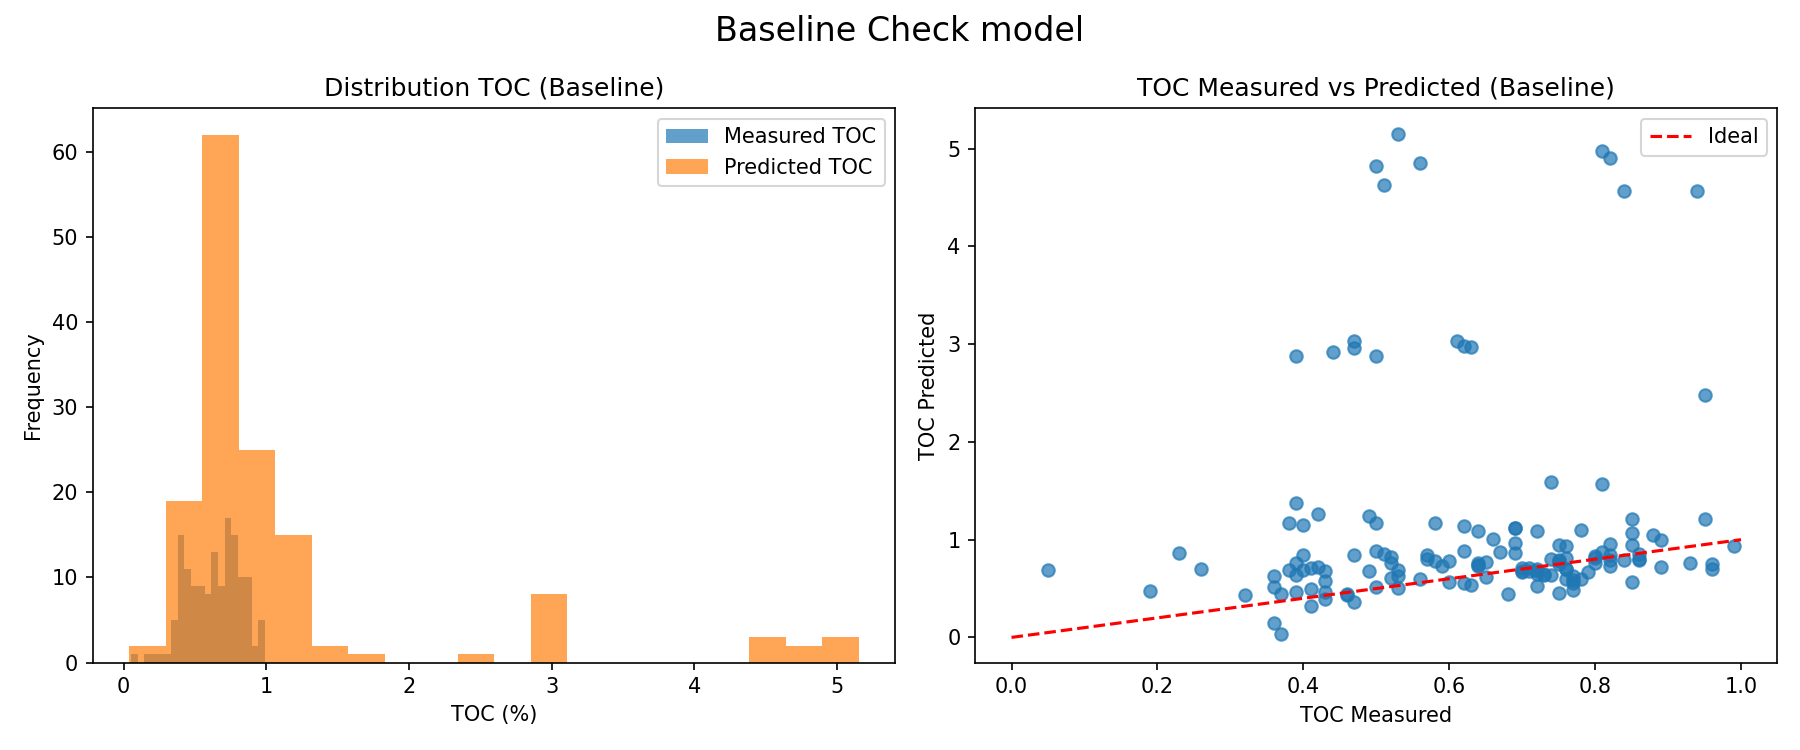 Baseline Check model
Distribution TOC (Baseline)
Measured TOC
Predicted TOC
Frequency
60
50
40
30
20
10
0
0 1 2 3 4 5
TOC (%)
TOC Measured vs Predicted (Baseline)
Ideal
TOC Predicted
5
4
3
2
1
0
0.0 0.2 0.4 0.6 0.8 1.0
TOC Measured